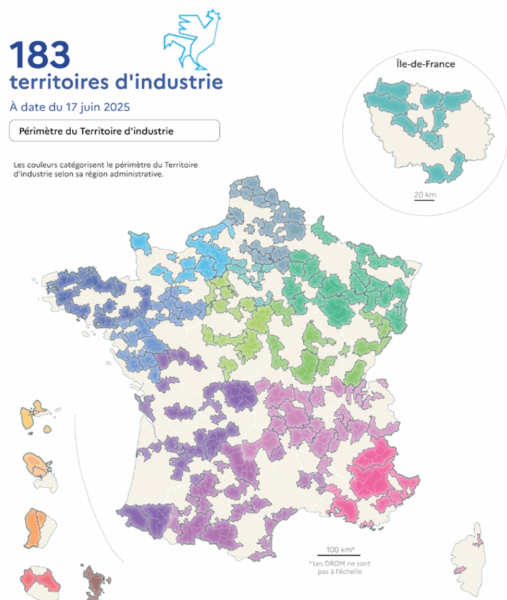 183
territoires d'industrie
À date du 17 juin 2025
Périmètre du Territoire d'industrie
Les couleurs catégorisent le périmètre du Territoire
d'industrie selon sa région administrative.
Île-de-France
20 km
100 km*
* Les DROM ne sont
pas à l'échelle